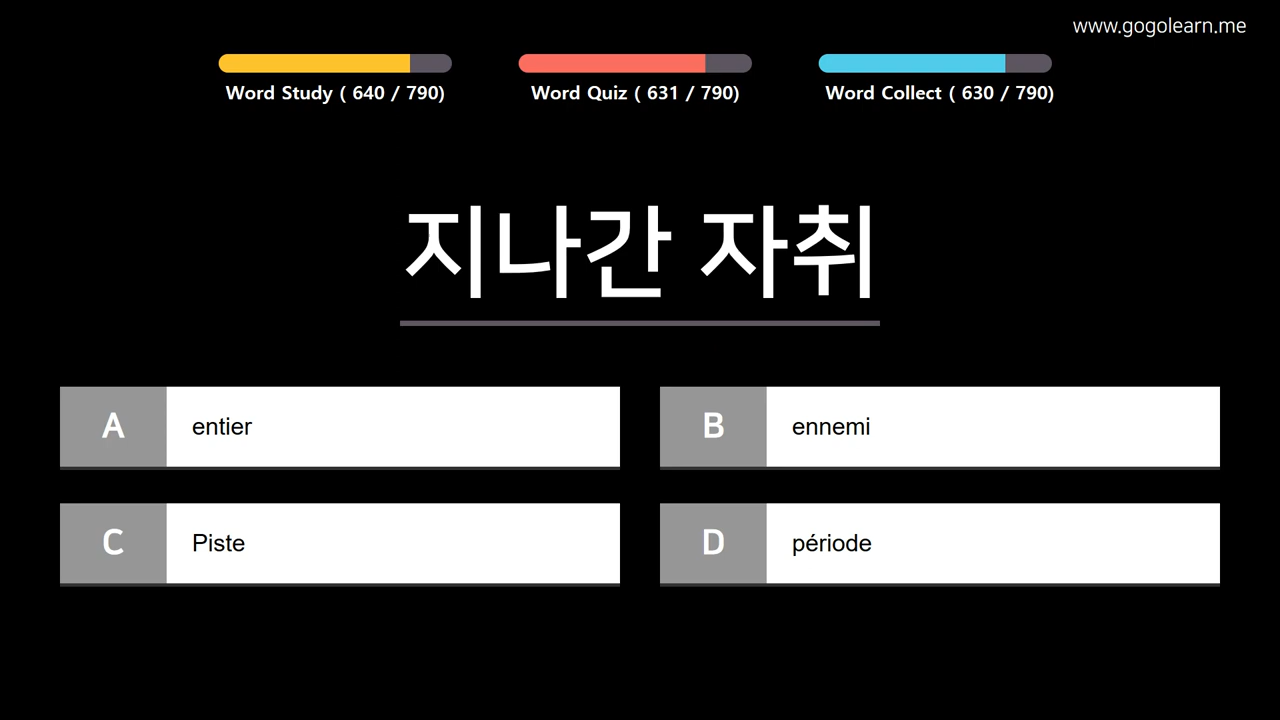 www.gogolearn.me
Word Study ( 640 / 790)
Word Quiz ( 631 / 790)
Word Collect ( 630 / 790)
지나간 자취
A
entier
B
ennemi
C
Piste
D
période